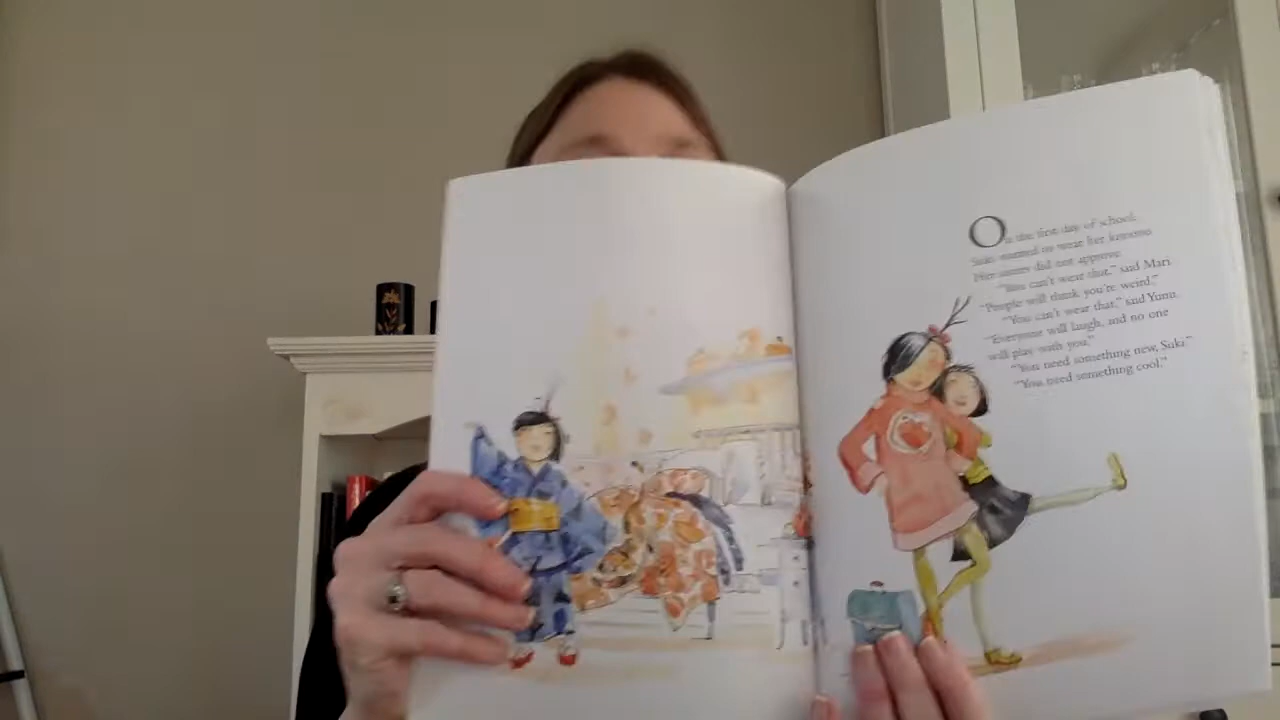 On the first day of school,
Suki wanted to wear her kimono.
Her sisters did not approve.
"You can't wear that," said Mari.
"People will think you're weird."
"You can't wear that," said Yumi.
"Everyone will laugh, and no one
will play with you."
"You need something new, Suki."
"You need something cool."